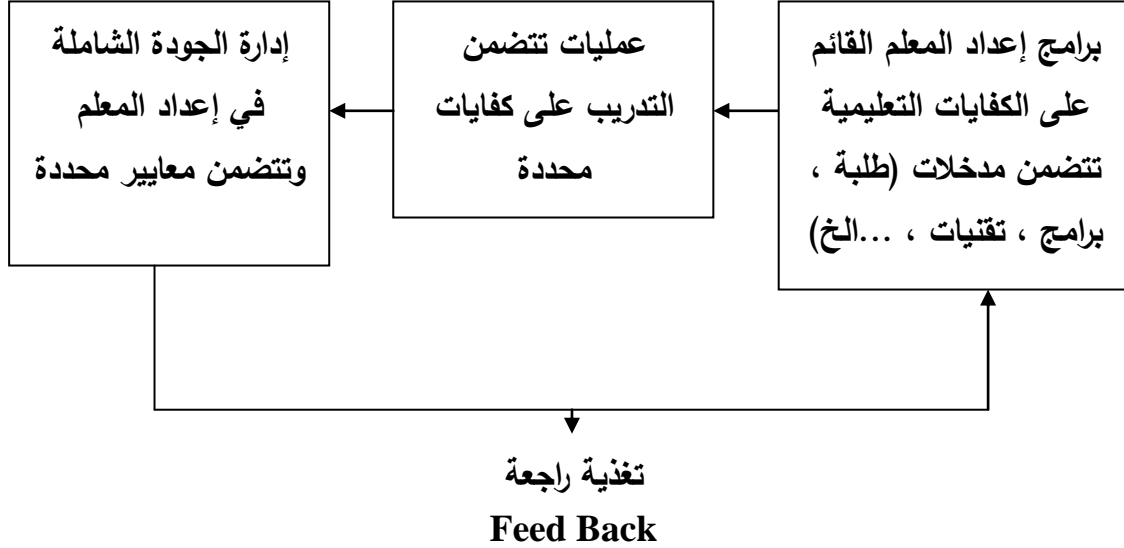 برامج إعداد المعلم القائم
على الكفايات التعليمية
تتضمن مدخلات (طلبة ،
برامج ، تقنيات ، ...الخ)
عمليات تتضمن
التدريب على كفايات
محددة
إدارة الجودة الشاملة
في إعداد المعلم
وتتضمن معايير محددة
تغذية راجعة
Feed Back